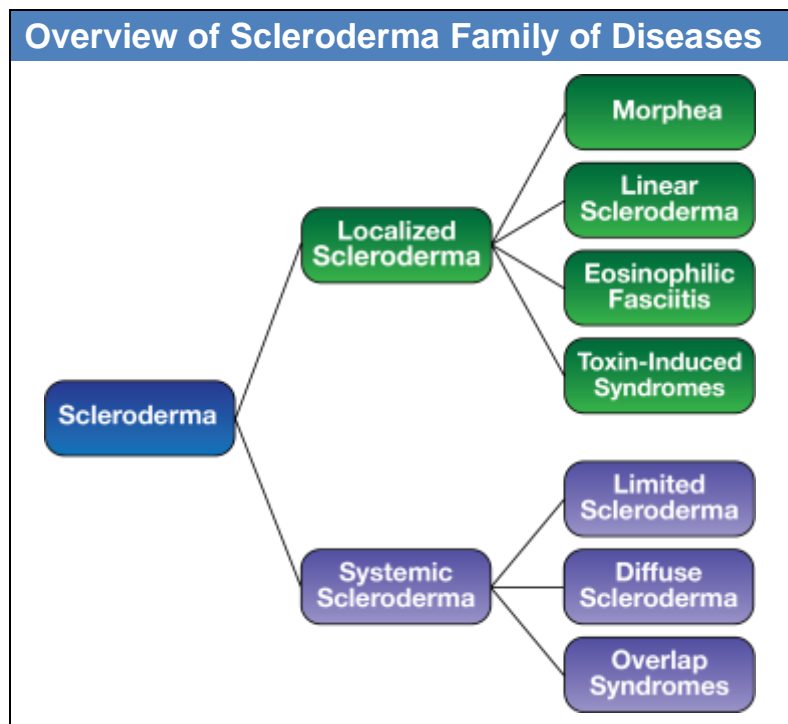 Overview of Scleroderma Family of Diseases
Morphea
Linear
Scleroderma
Localized
Scleroderma
Eosinophilic
Fasciitis
Toxin-Induced
Syndromes
Scleroderma
Limited
Scleroderma
Systemic
Scleroderma
Diffuse
Scleroderma
Overlap
Syndromes